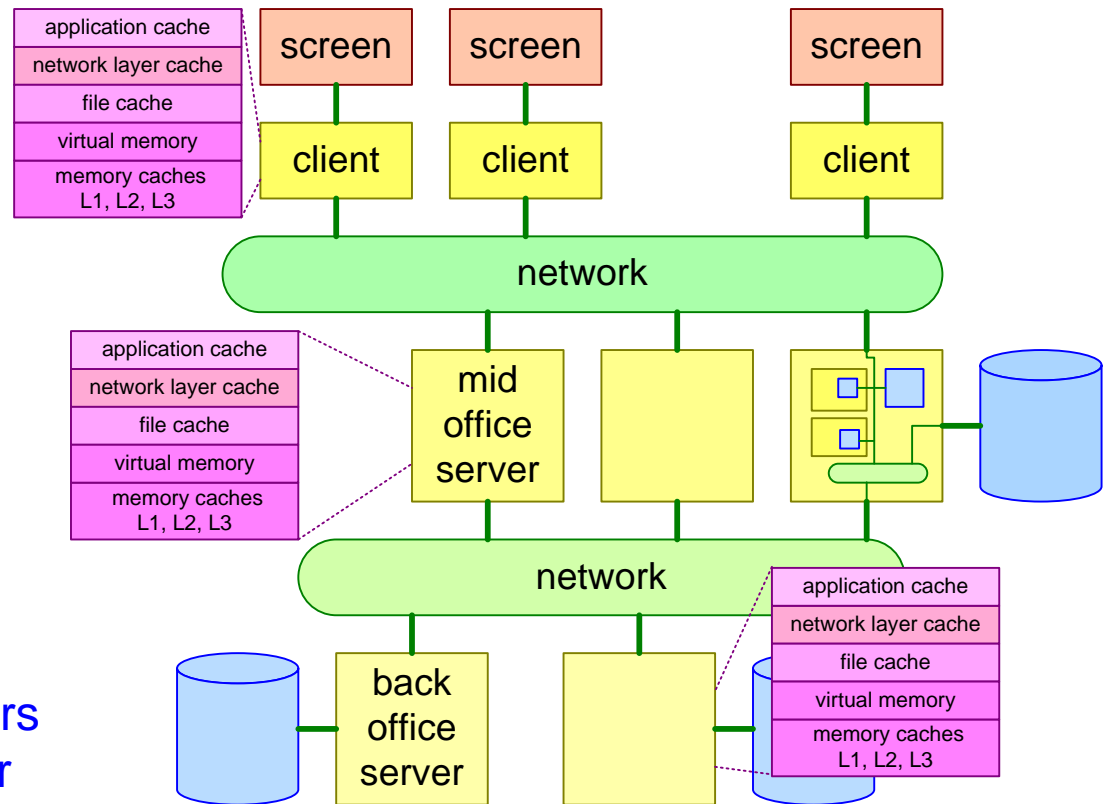 application cache
network layer cache
file cache
virtual memory
memory caches
L1, L2, L3
screen
screen
screen
client
client
client
network
application cache
network layer cache
file cache
virtual memory
memory caches
L1, L2, L3
mid
office
server
network
application cache
network layer cache
file cache
virtual memory
memory caches
L1, L2, L3
back
office
server
rs
r